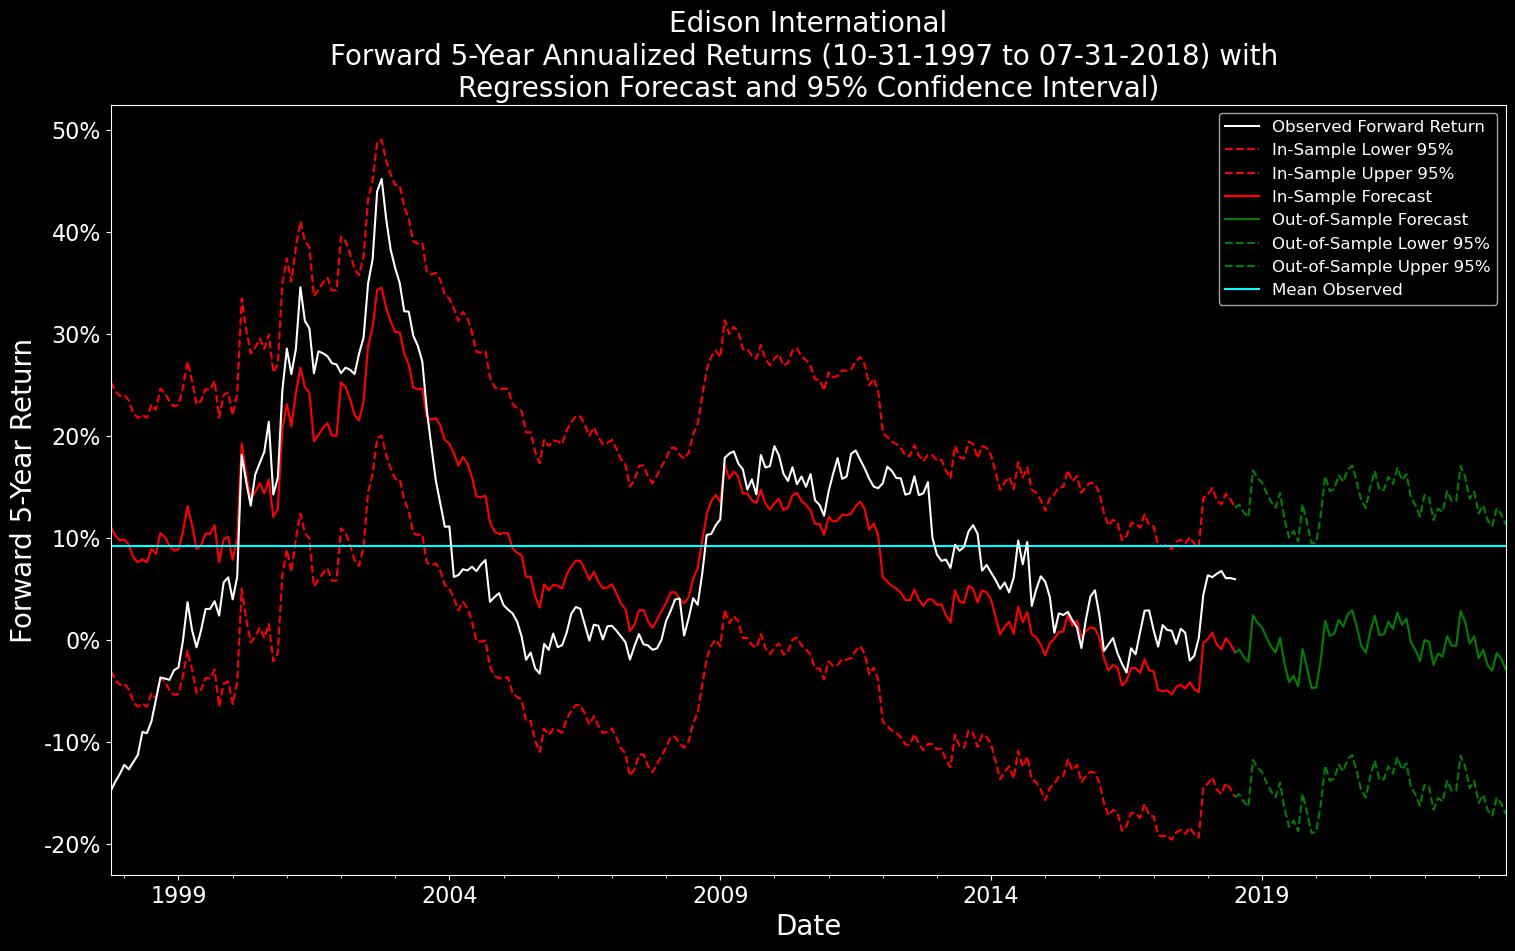 Edison International
Forward 5-Year Annualized Returns (10-31-1997 to 07-31-2018) with
Regression Forecast and 95% Confidence Interval)
Forward 5-Year Return
50%
40%
30%
20%
10%
0%
-10%
-20%
Observed Forward Return
In-Sample Lower 95%
In-Sample Upper 95%
In-Sample Forecast
Out-of-Sample Forecast
Out-of-Sample Lower 95%
Out-of-Sample Upper 95%
Mean Observed
1999
2004
2009
2014
2019
Date